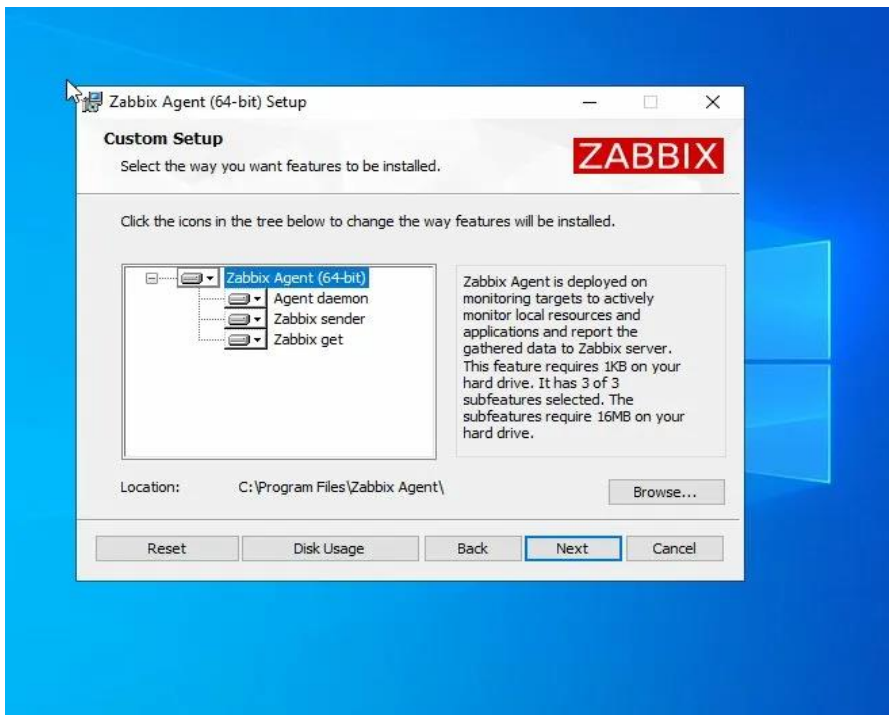 Zabbix Agent (64-bit) Setup
Custom Setup
Select the way you want features to be installed.
ZABBIX
Click the icons in the tree below to change the way features will be installed.
Zabbix Agent (64-bit)
Agent daemon
Zabbix sender
Zabbix get
Zabbix Agent is deployed on
monitoring targets to actively
monitor local resources and
applications and report the
gathered data to Zabbix server.
This feature requires 1KB on your
hard drive. It has 3 of 3
subfeatures selected. The
subfeatures require 16MB on your
hard drive.
Location: C:\Program Files\Zabbix Agent\
Browse...
Reset Disk Usage Back Next Cancel